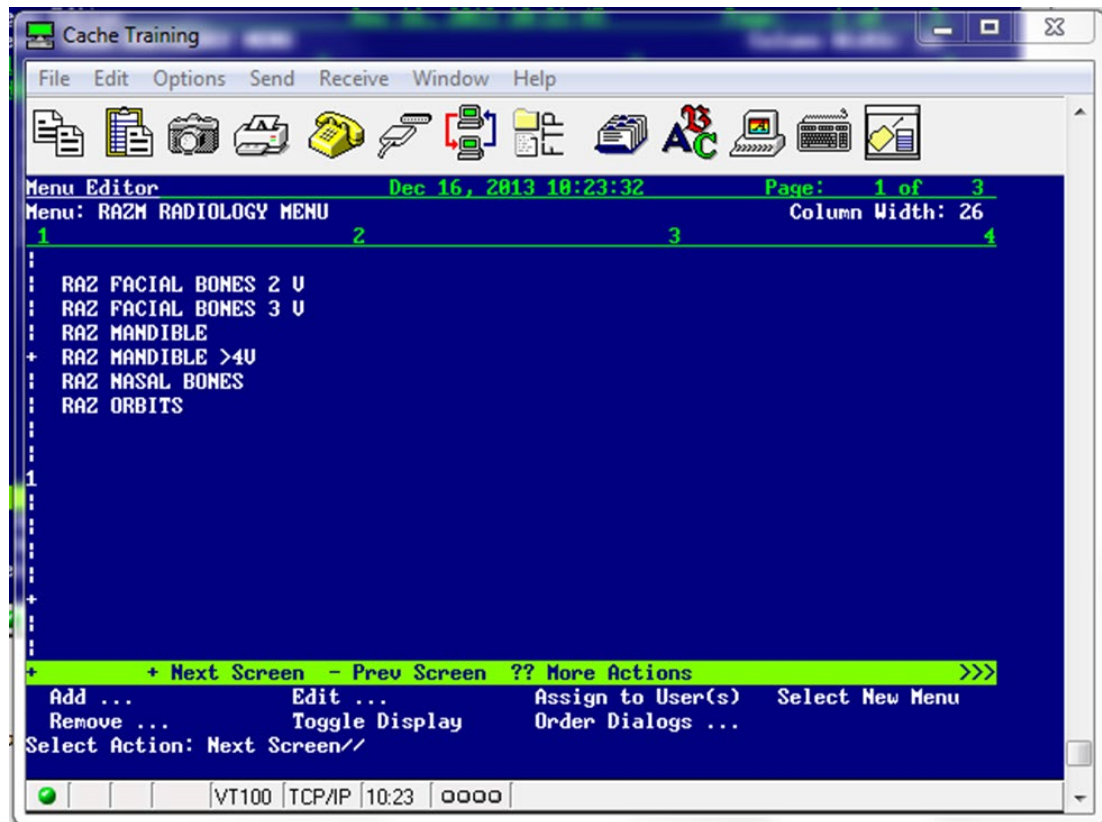 Cache Training
File Edit Options Send Receive Window Help
FTP
ABC
Menu Editor Dec 16, 2013 10:23:32 Page: 1 of 3
Menu: RAZM RADIOLOGY MENU Column Width: 26
1 2 3 4
RAZ FACIAL BONES 2 V
RAZ FACIAL BONES 3 V
RAZ MANDIBLE
+ RAZ MANDIBLE >4V
RAZ NASAL BONES
RAZ ORBITS
1
+
+ + Next Screen - Prev Screen ?? More Actions >>>
Add ... Edit ... Assign to User(s) Select New Menu
Remove ... Toggle Display Order Dialogs ...
Select Action: Next Screen//
VT100 TCP/IP 10:23